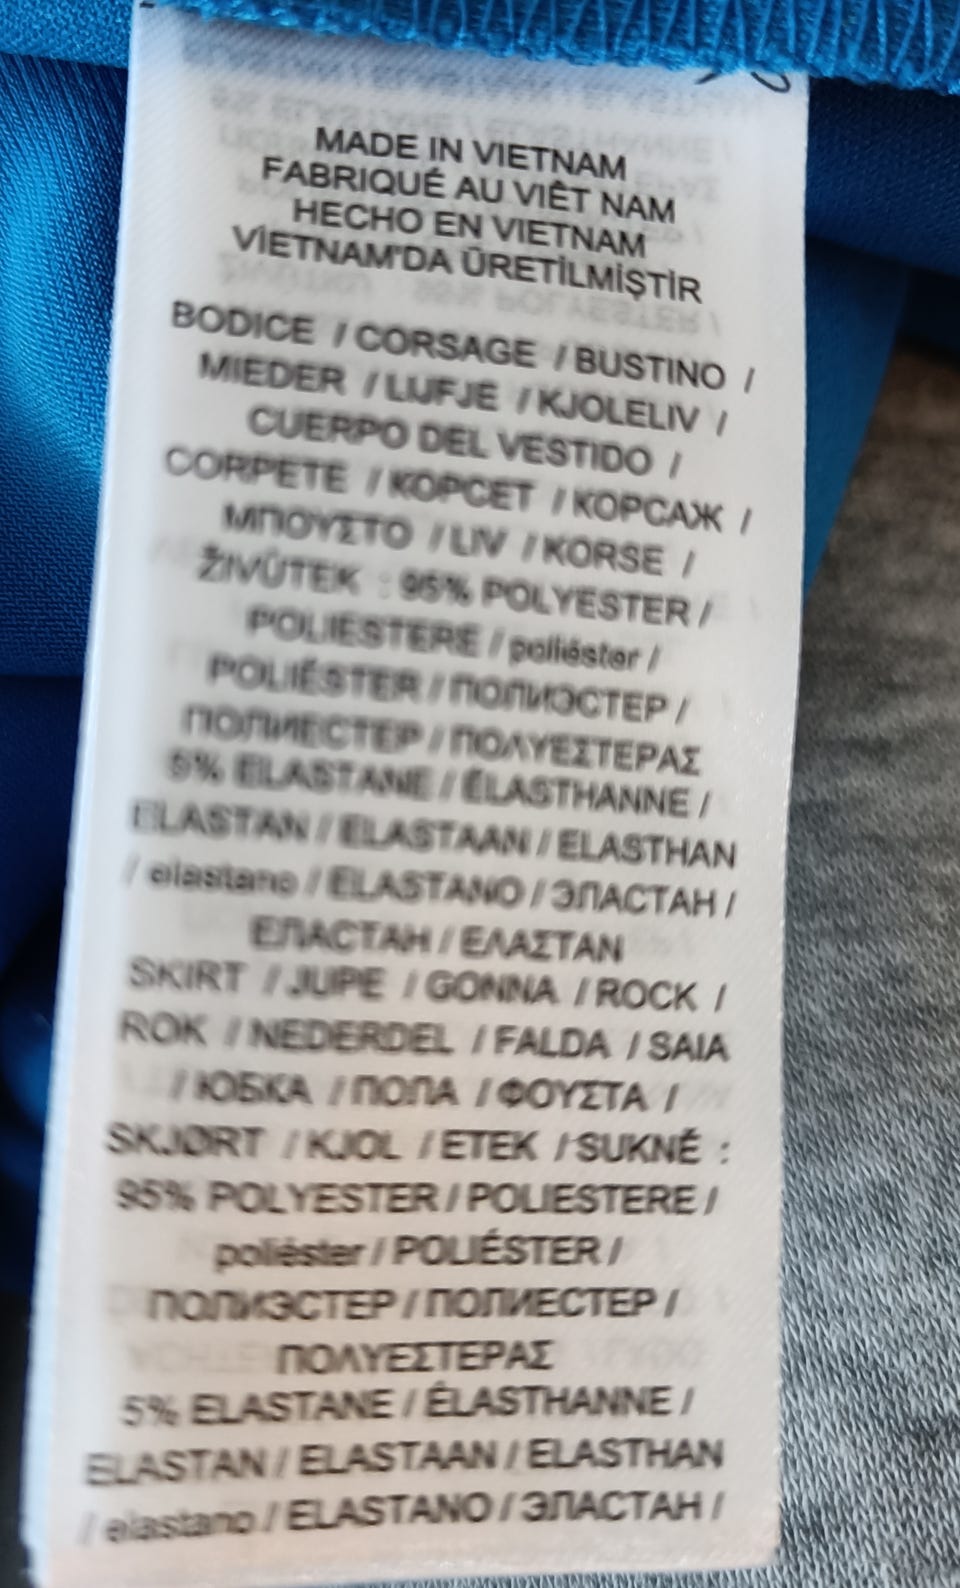 MADE IN VIETNAM
FABRIQUÉ AU VIÊT NAM
HECHO EN VIETNAM
VİETNAM'DA ÜRETİLMİŞTİR
BODICE / CORSAGE / BUSTINO /
MIEDER / LIJFJE / KJOLELIV /
CUERPO DEL VESTIDO /
CORPETE / КОРСЕТ / КОРСАЖ /
ΜΠΟΥΣΤΟ / LIV / KORSE /
ŽIVŮTEK : 95% POLYESTER /
POLIESTERE / poliéster /
POLIÉSTER / ПОЛИЭСТЕР /
ПОЛИЕСТЕР / ΠΟΛΥΕΣΤΕΡΑΣ
5% ELASTANE / ÉLASTHANNE /
ELASTAN / ELASTAAN / ELASTHAN
/ elastano / ELASTANO / ЭЛАСТАН /
ЕЛАСТАН / ΕΛΑΣΤΑΝ
SKIRT / JUPE / GONNA / ROCK /
ROK / NEDERDEL / FALDA / SAIA
/ ЮБКА / ПОЛА / ΦΟΥΣΤΑ /
SKJØRT / KJOL / ETEK / SUKNĚ :
95% POLYESTER / POLIESTERE /
poliéster / POLIÉSTER /
ПОЛИЭСТЕР / ПОЛИЕСТЕР /
ΠΟΛΥΕΣΤΕΡΑΣ
5% ELASTANE / ÉLASTHANNE /
ELASTAN / ELASTAAN / ELASTHAN
/ elastano / ELASTANO / ЭЛАСТАН /